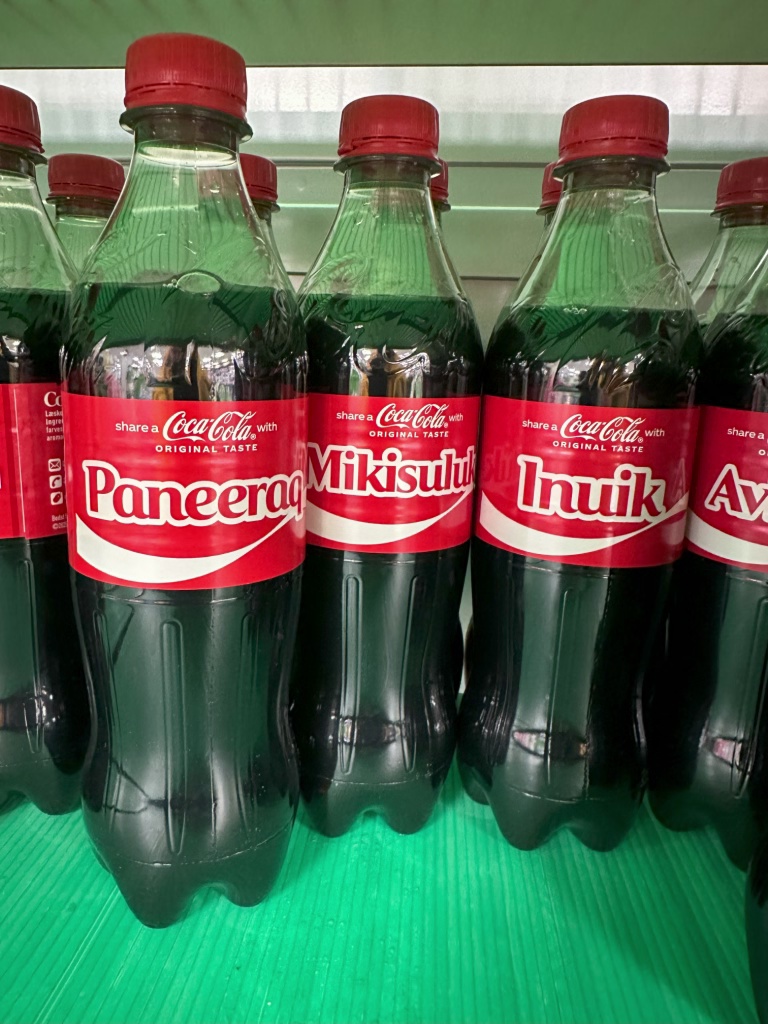 share a Coca-Cola® with
ORIGINAL TASTE
Paneeraq
share a Coca-Cola® with
ORIGINAL TASTE
Mikisuluk
share a Coca-Cola® with
ORIGINAL TASTE
Inuik
share a